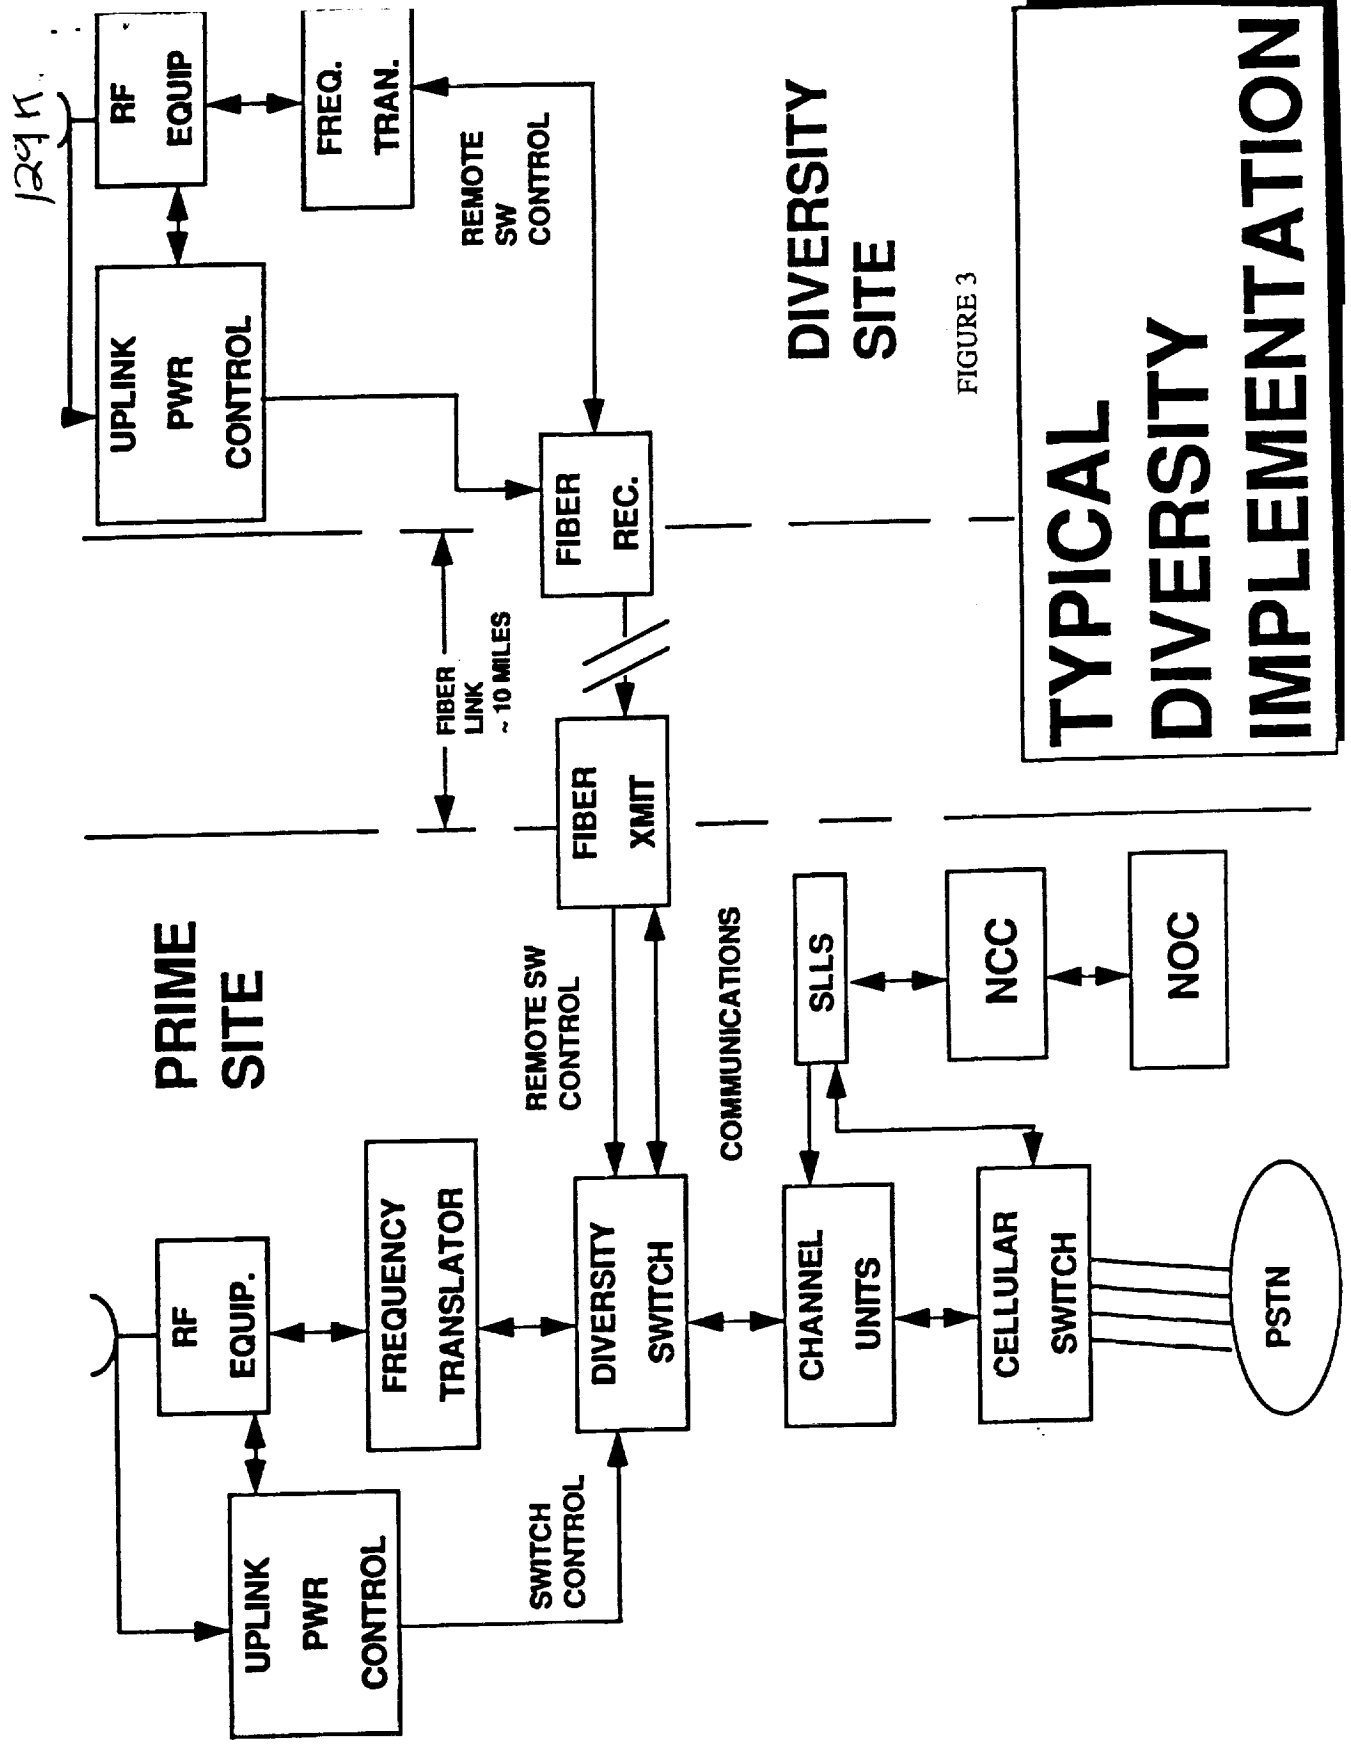 129K
PRIME
SITE
RF
EQUIP.
UPLINK
PWR
CONTROL
FREQUENCY
TRANSLATOR
SWITCH
CONTROL
DIVERSITY
SWITCH
REMOTE SW
CONTROL
FIBER
XMIT
FIBER
LINK
~ 10 MILES
FIBER
REC.
UPLINK
PWR
CONTROL
RF
EQUIP
FREQ.
TRAN.
REMOTE
SW
CONTROL
COMMUNICATIONS
CHANNEL
UNITS
SLLS
CELLULAR
SWITCH
NCC
NOC
PSTN
DIVERSITY
SITE
FIGURE 3
TYPICAL
DIVERSITY
IMPLEMENTATION